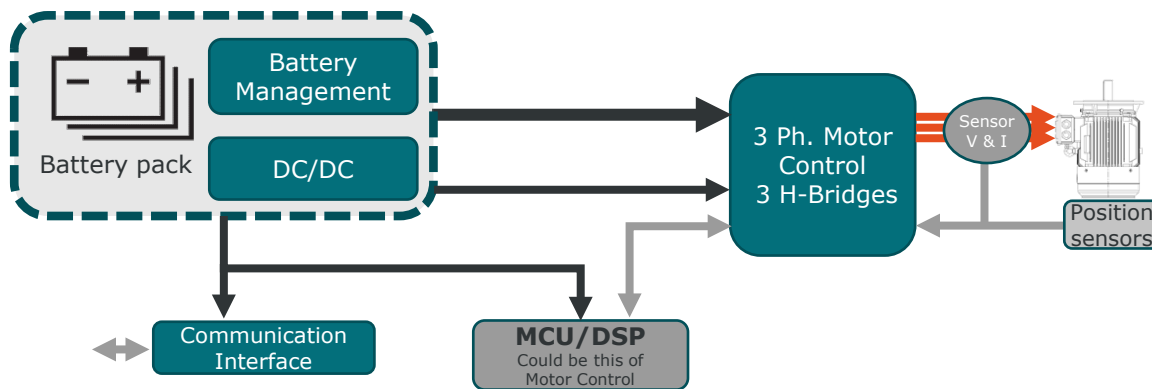 Battery
Management
Battery pack
DC/DC
3 Ph. Motor
Control
3 H-Bridges
Sensor
V & I
Position
sensors
Communication
Interface
MCU/DSP
Could be this of
Motor Control